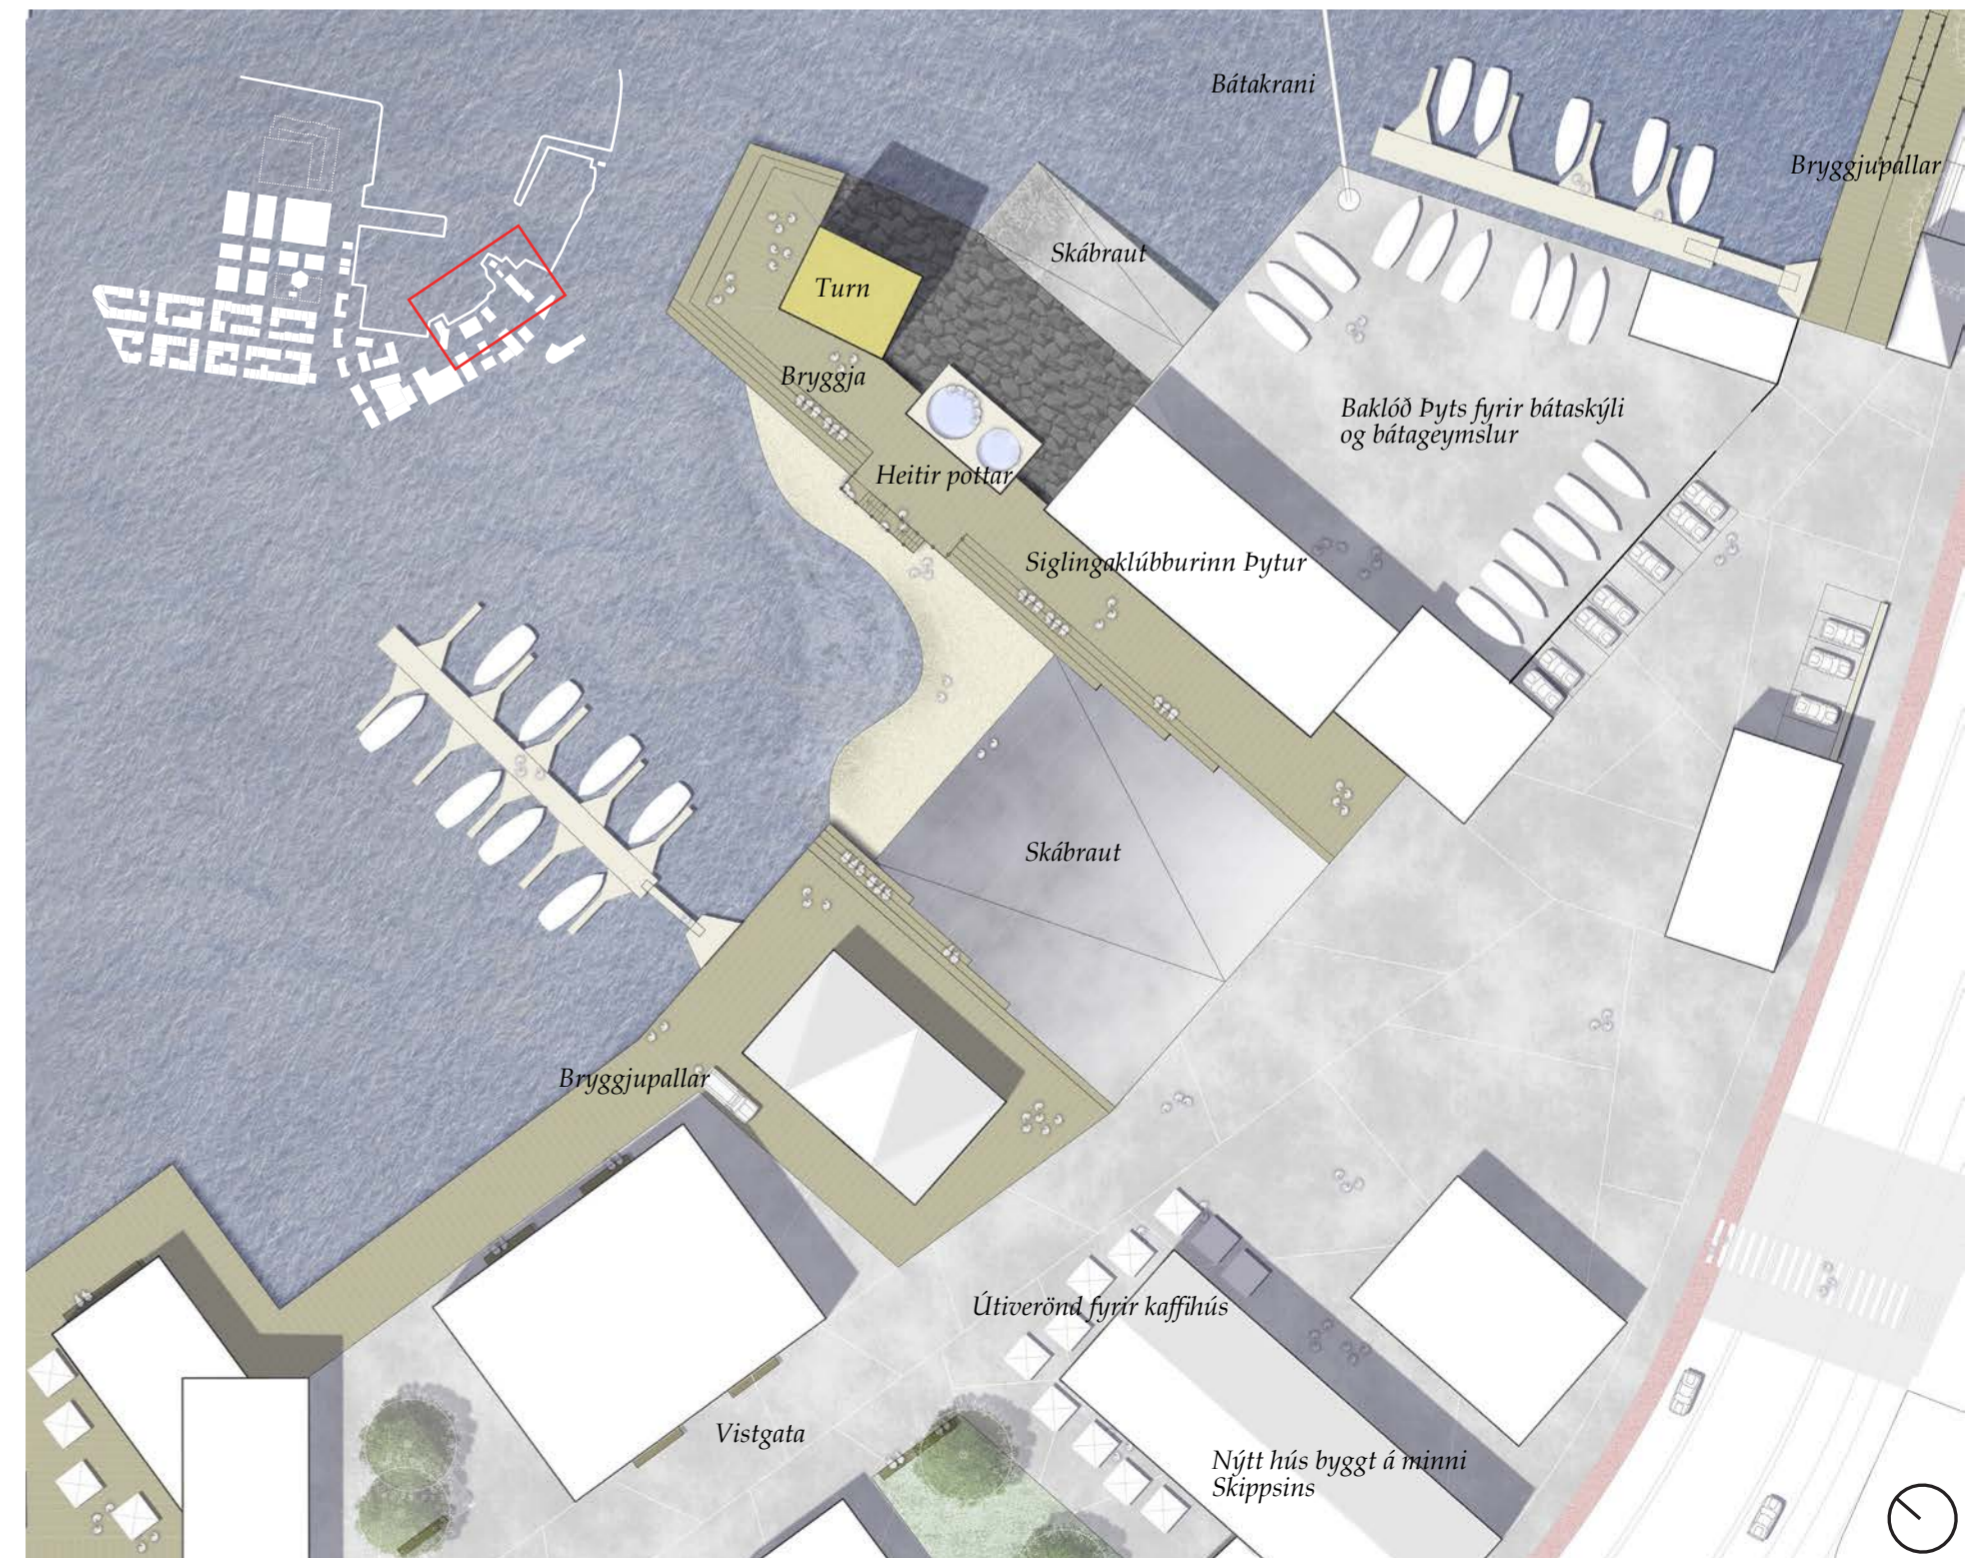 Bátakrani
Bryggjupallar
Skábraut
Turn
Bryggja
Baklóð Þyts fyrir bátaskýli
og bátageymslur
Heitir pottar
Siglingaklúbburinn Þytur
Skábraut
Bryggjupallar
Útiverönd fyrir kaffihús
Vistgata
Nýtt hús byggt á minni
Skippsins